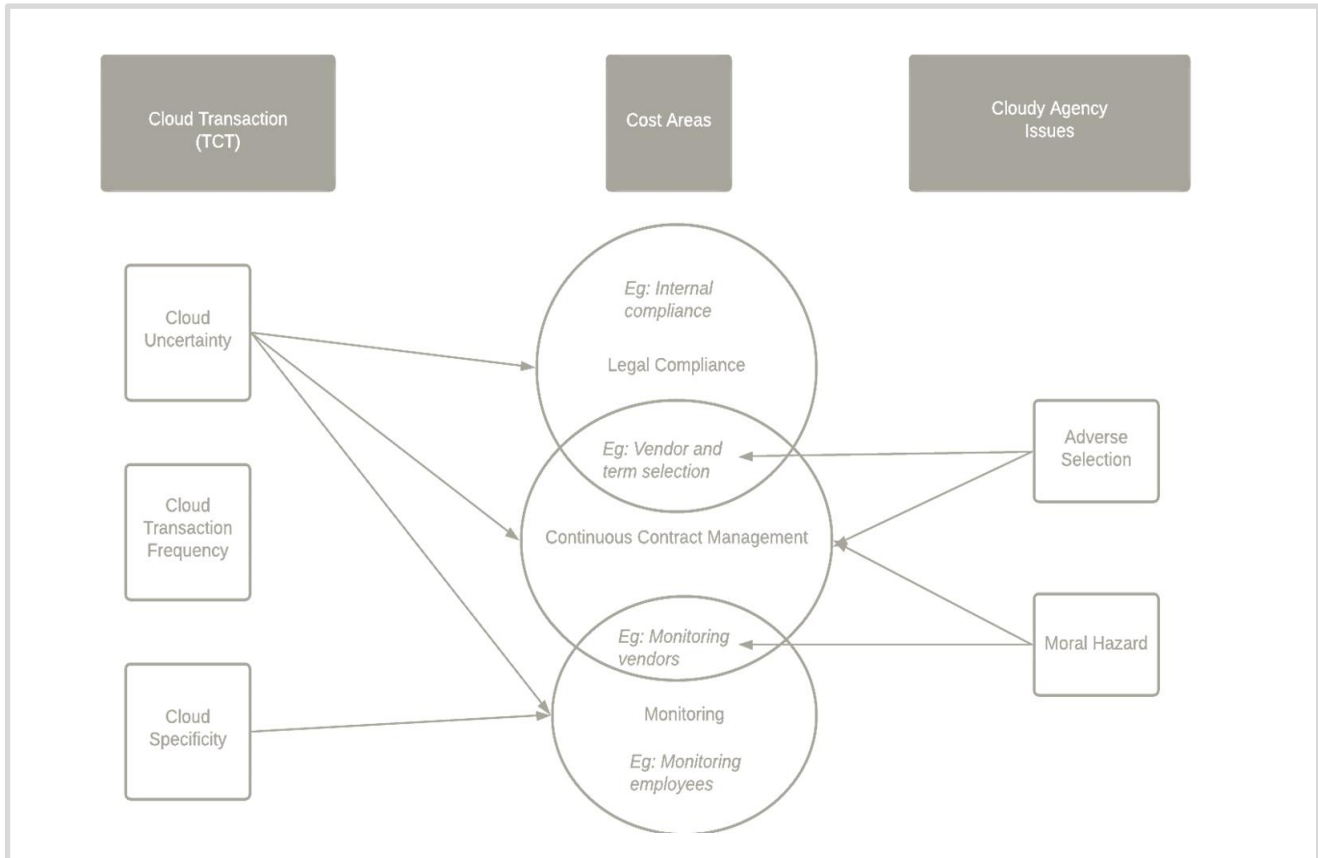 Cloud Transaction
(TCT)
Cost Areas
Cloudy Agency
Issues
Cloud
Uncertainty
Cloud
Transaction
Frequency
Cloud
Specificity
Eg: Internal
compliance
Legal Compliance
Eg: Vendor and
term selection
Continuous Contract Management
Eg: Monitoring
vendors
Monitoring
Eg: Monitoring
employees
Adverse
Selection
Moral Hazard